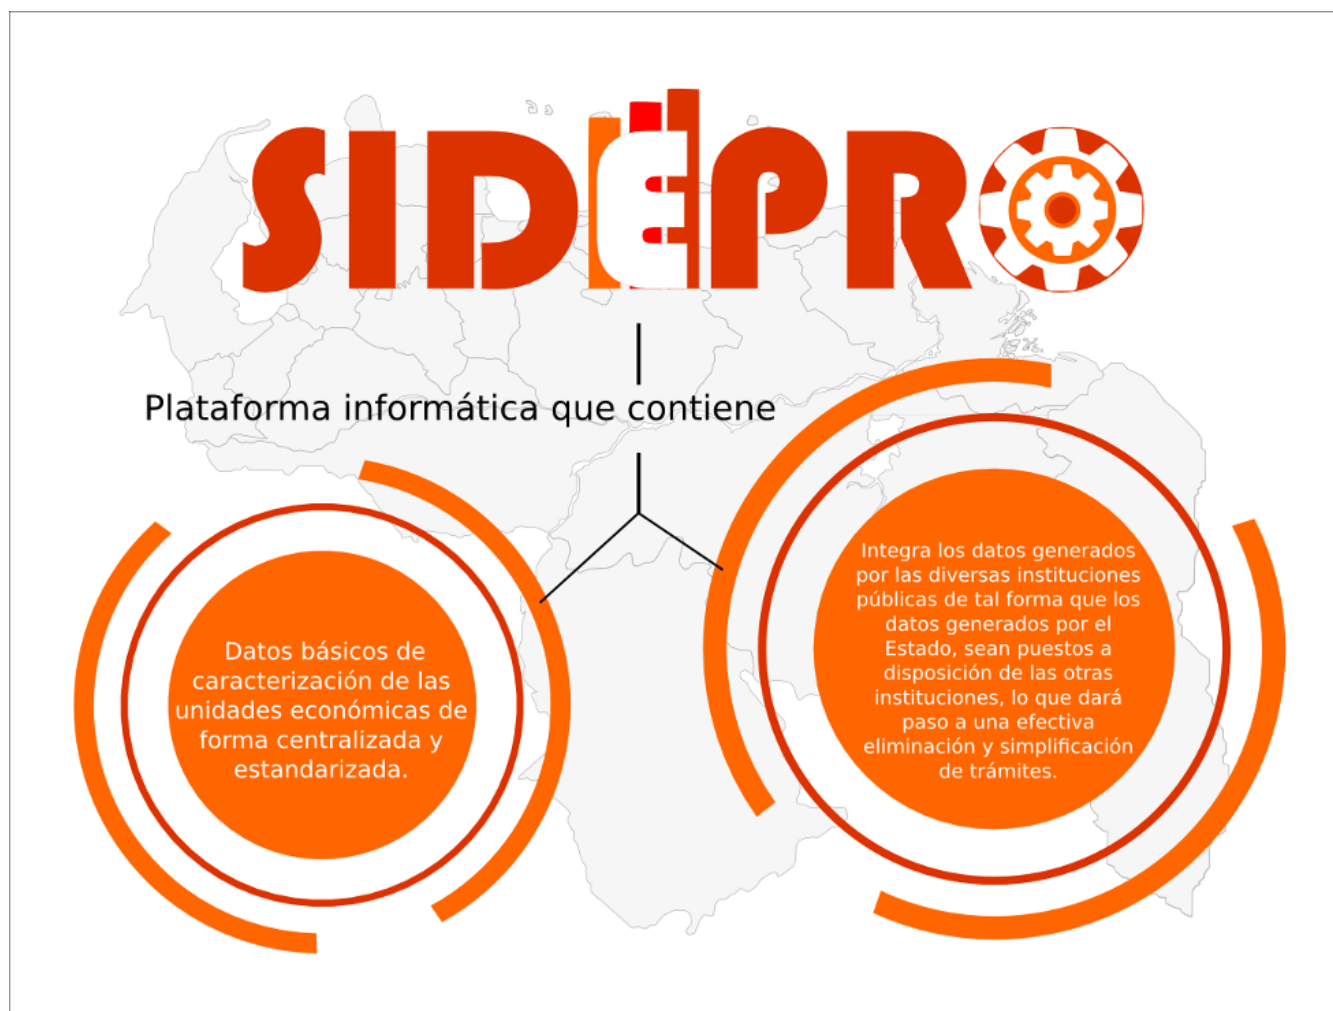 SIDEPRO
Plataforma informática que contiene
Datos básicos de
caracterización de las
unidades económicas de
forma centralizada y
estandarizada.
Integra los datos generados
por las diversas instituciones
públicas de tal forma que los
datos generados por el
Estado, sean puestos a
disposición de las otras
instituciones, lo que dará
paso a una efectiva
eliminación y simplificación
de trámites.